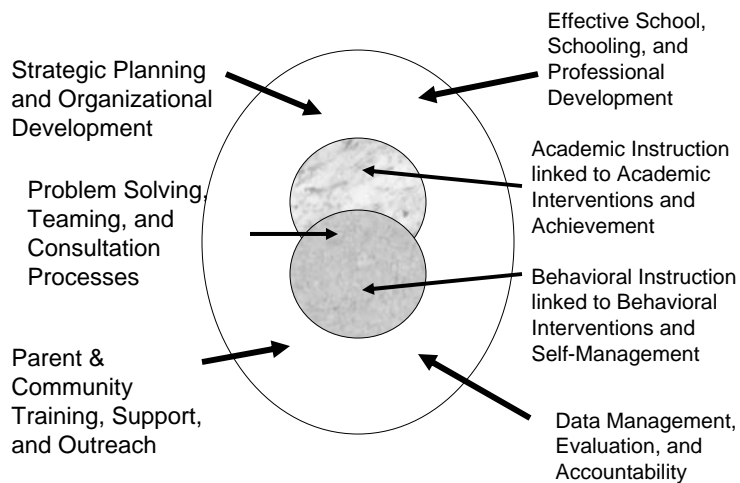 Strategic Planning
and Organizational
Development
Effective School,
Schooling, and
Professional
Development
Problem Solving,
Teaming, and
Consultation
Processes
Academic Instruction
linked to Academic
Interventions and
Achievement
Behavioral Instruction
linked to Behavioral
Interventions and
Self-Management
Parent &
Community
Training, Support,
and Outreach
Data Management,
Evaluation, and
Accountability